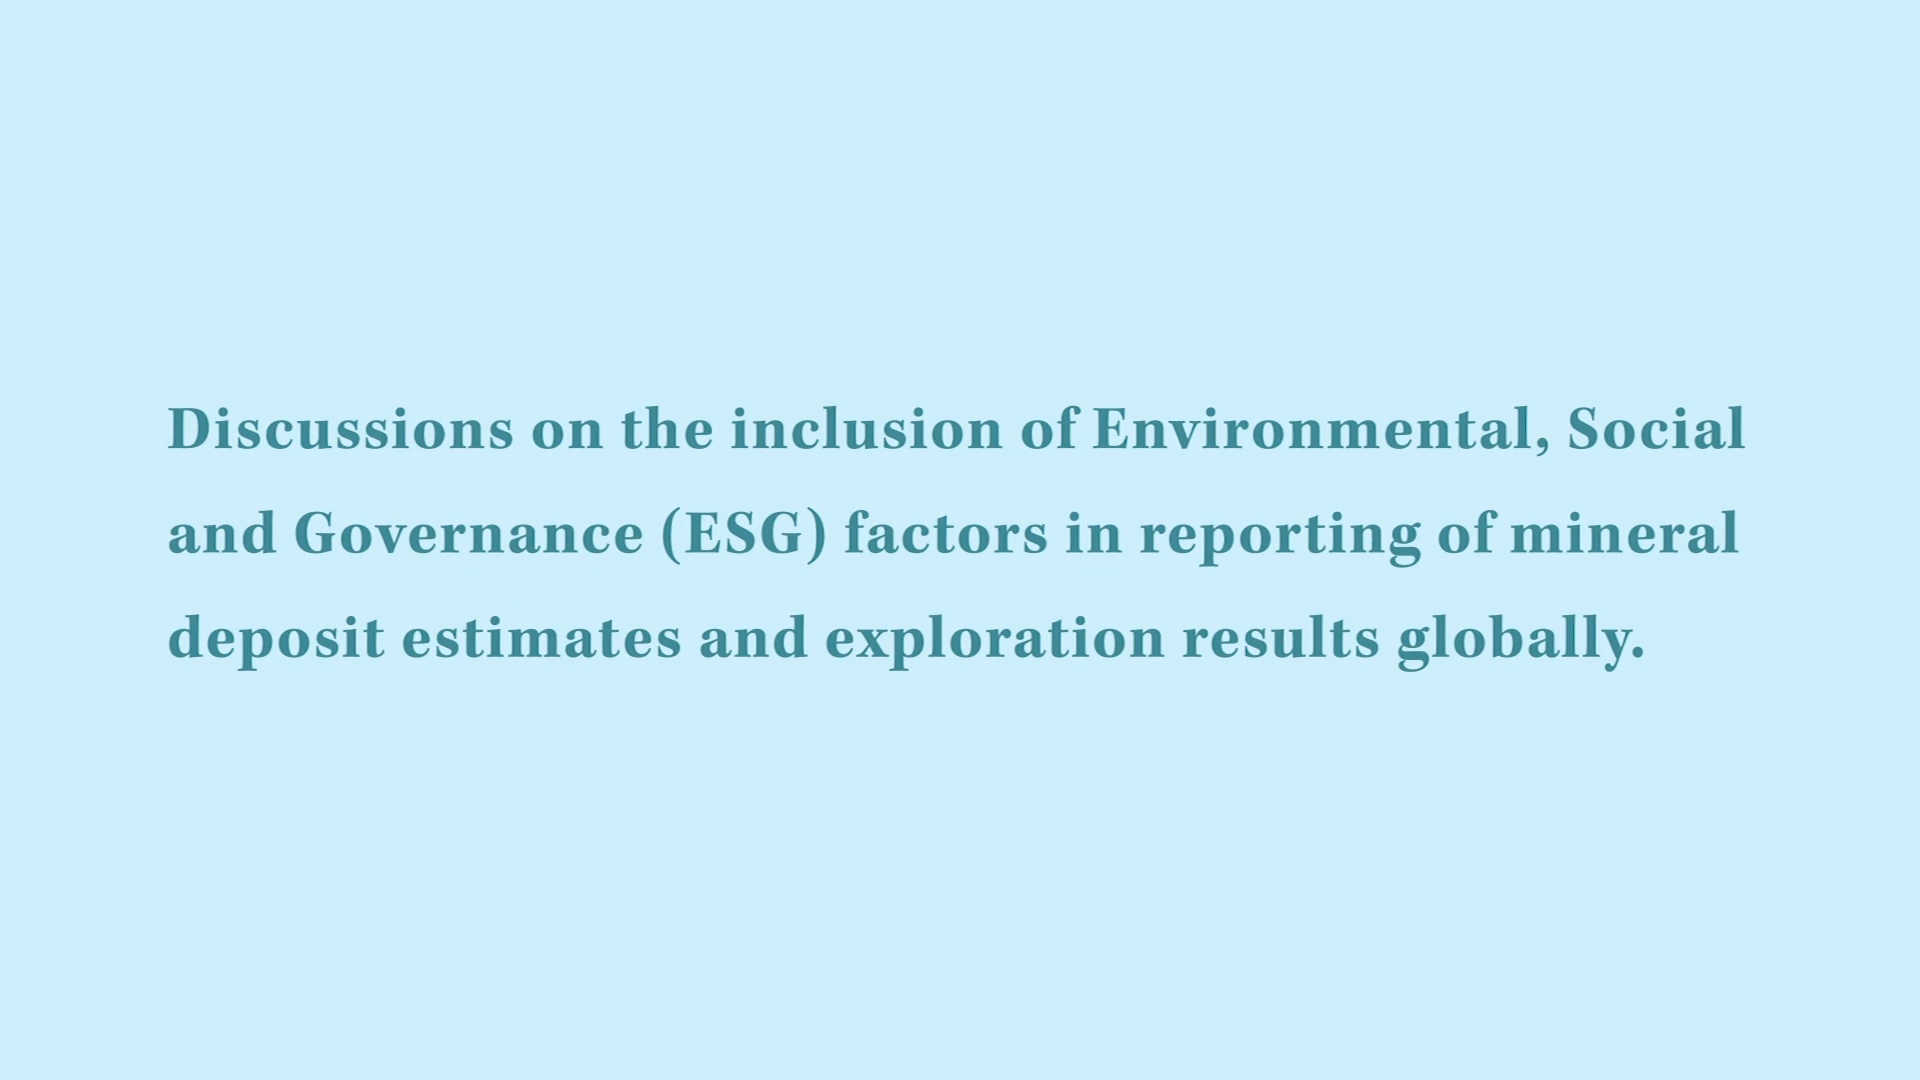 Discussions on the inclusion of Environmental, Social
and Governance (ESG) factors in reporting of mineral
deposit estimates and exploration results globally.